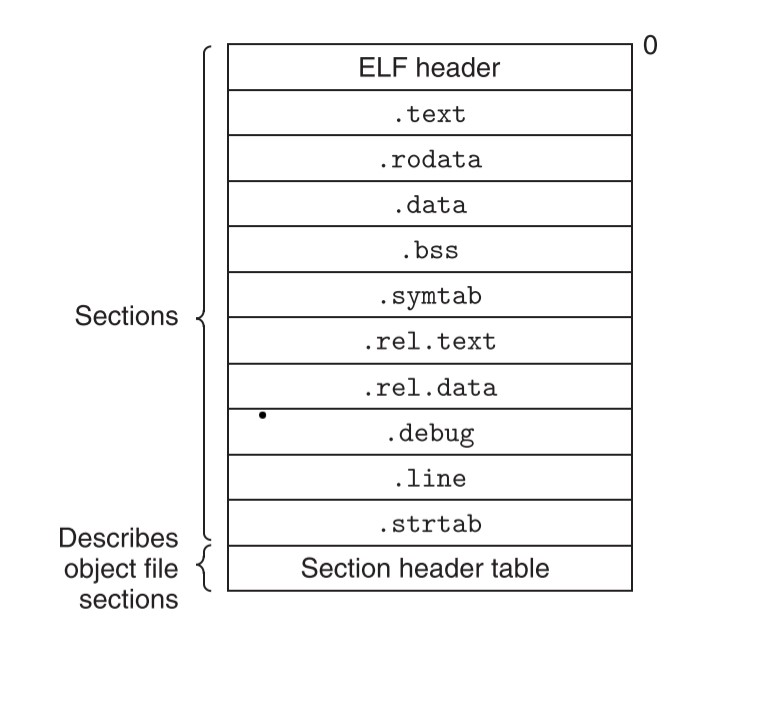 0
ELF header
.text
.rodata
.data
.bss
.symtab
Sections
.rel.text
.rel.data
.debug
.line
.strtab
Describes
object file
sections
Section header table